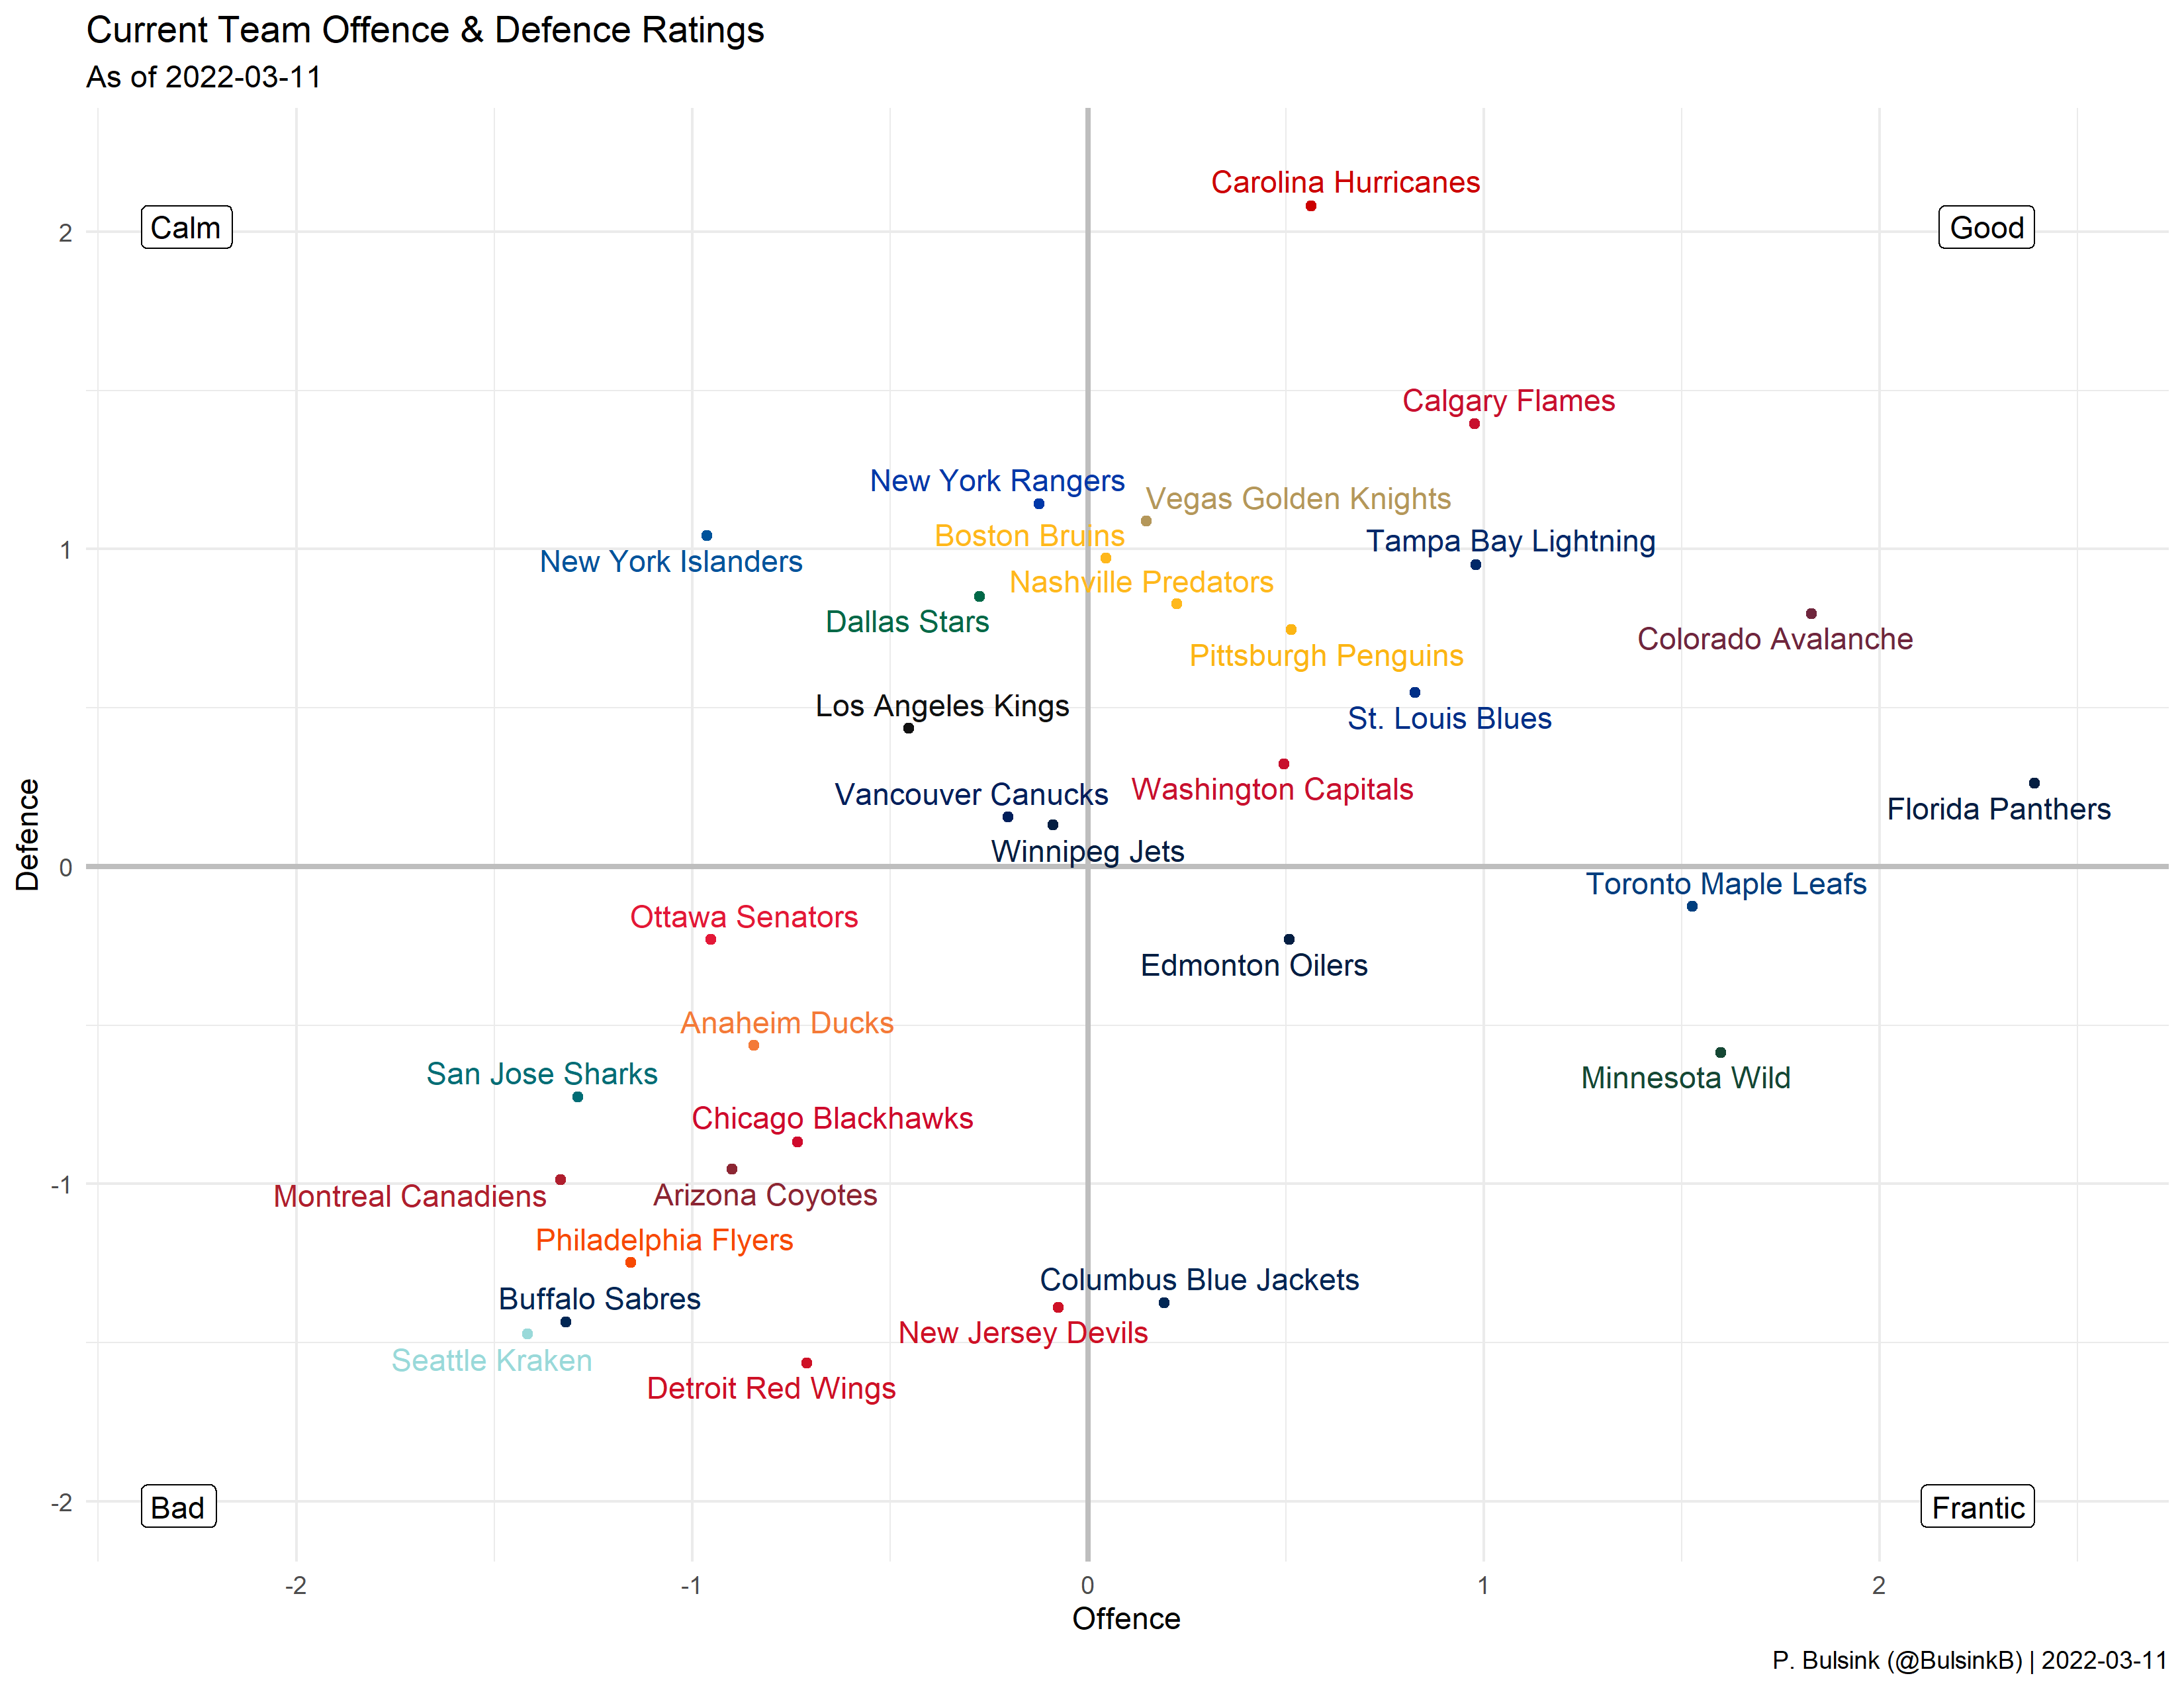 Current Team Offence & Defence Ratings
As of 2022-03-11
Carolina Hurricanes
Calm
Good
2
Calgary Flames
New York Rangers
Vegas Golden Knights
Boston Bruins
Tampa Bay Lightning
1
New York Islanders
Nashville Predators
Dallas Stars
Colorado Avalanche
Pittsburgh Penguins
Los Angeles Kings
St. Louis Blues
Washington Capitals
Vancouver Canucks
Florida Panthers
Defence
Winnipeg Jets
0
Toronto Maple Leafs
Ottawa Senators
Edmonton Oilers
Anaheim Ducks
San Jose Sharks
Minnesota Wild
Chicago Blackhawks
-1
Montreal Canadiens
Arizona Coyotes
Philadelphia Flyers
Columbus Blue Jackets
Buffalo Sabres
New Jersey Devils
Seattle Kraken
Detroit Red Wings
-2
Bad
Frantic
-2
-1
0
1
2
Offence
P. Bulsink (@BulsinkB) | 2022-03-11